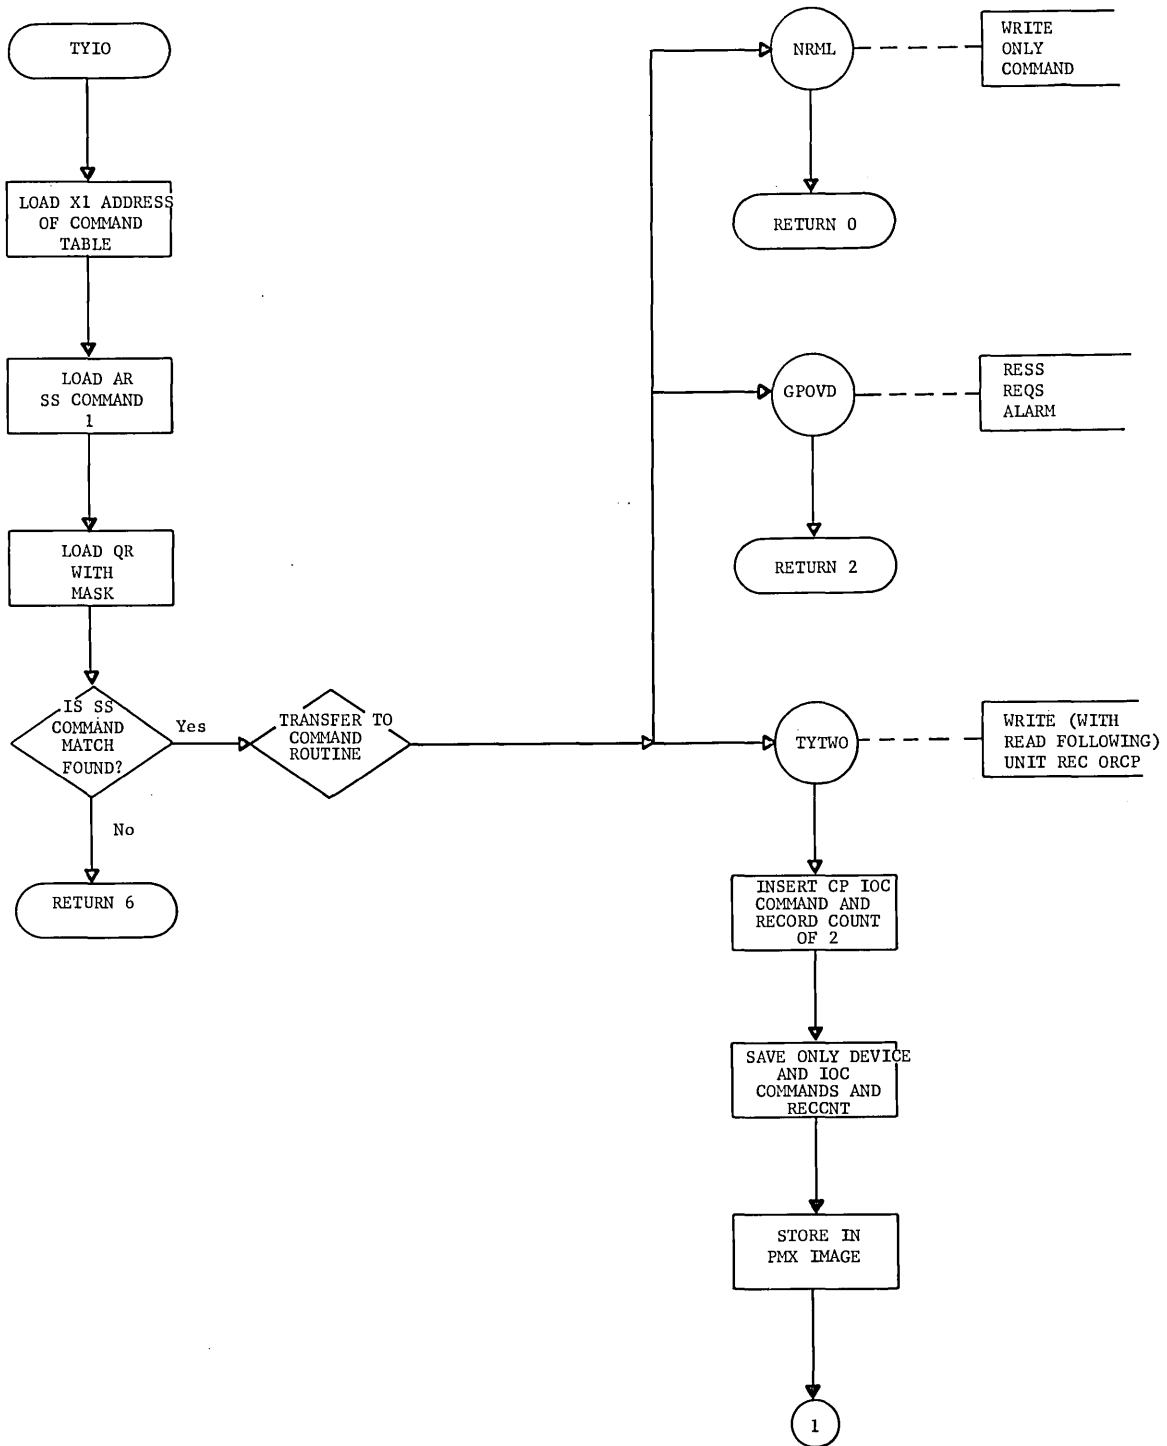 TYIO
LOAD X1 ADDRESS
OF COMMAND
TABLE
LOAD AR
SS COMMAND
1
LOAD QR
WITH
MASK
IS SS
COMMAND
MATCH
FOUND?
Yes
No
RETURN 6
TRANSFER TO
COMMAND
ROUTINE
NRML
WRITE
ONLY
COMMAND
RETURN 0
GPOVD
RESS
REQS
ALARM
RETURN 2
TYTWO
WRITE (WITH
READ FOLLOWING)
UNIT REC ORCP
INSERT CP IOC
COMMAND AND
RECORD COUNT
OF 2
SAVE ONLY DEVICE
AND IOC
COMMANDS AND
RECCNT
STORE IN
PMX IMAGE
1